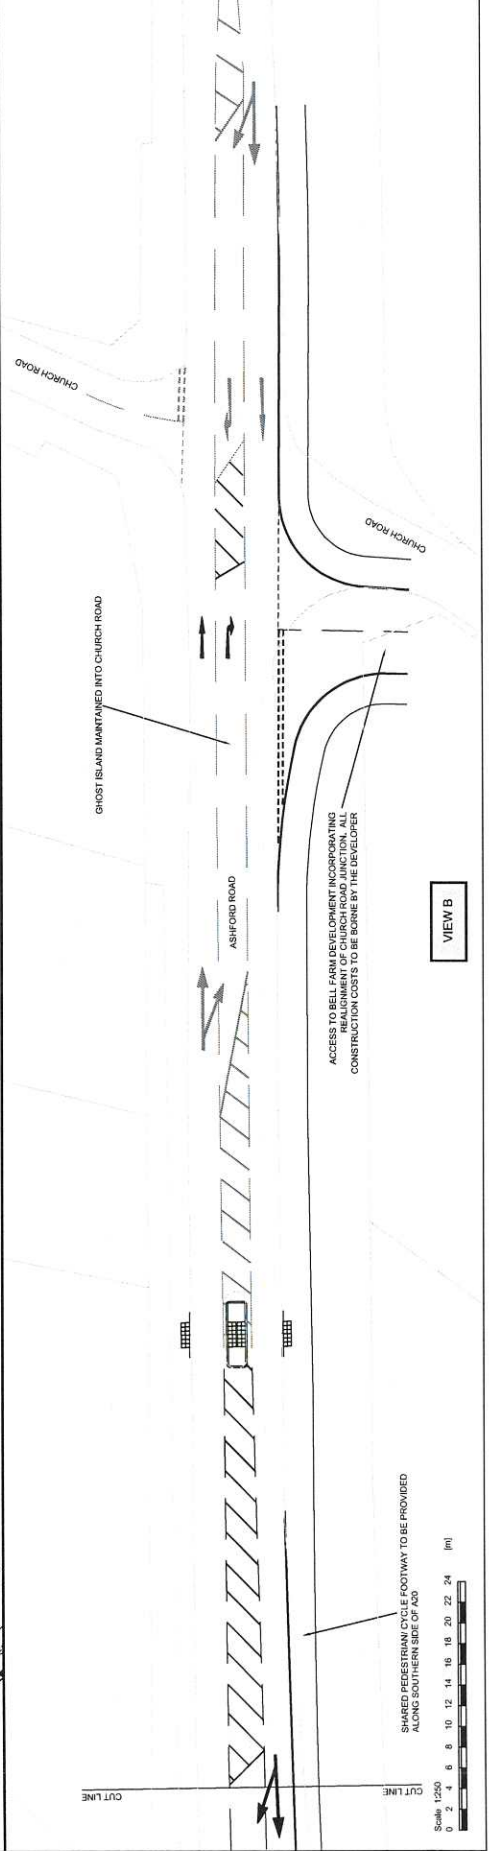 CHURCH ROAD
GHOST ISLAND MAINTAINED INTO CHURCH ROAD
CHURCH ROAD
ASHFORD ROAD
ACCESS TO BELL FARM DEVELOPMENT INCORPORATING
REALIGNMENT OF CHURCH ROAD JUNCTION. ALL
CONSTRUCTION COSTS TO BE BORNE BY THE DEVELOPER
VIEW B
SHARED PEDESTRIAN/ CYCLE FOOTWAY TO BE PROVIDED
ALONG SOUTHERN SIDE OF A20
CUT LINE
CUT LINE
Scale 1:250
0 2 4 6 8 10 12 14 16 18 20 22 24 [m]